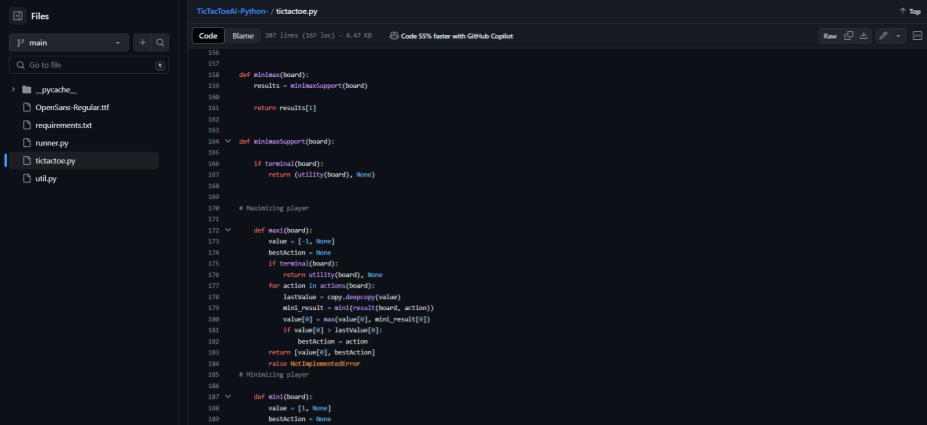 Files
main
Go to file
t
__pycache__
OpenSans-Regular.ttf
requirements.txt
runner.py
tictactoe.py
util.py
TicTacToeAI-Python- / tictactoe.py
Top
Code Blame 207 lines (167 loc) · 4.47 KB Code 55% faster with GitHub Copilot Raw
156
157
158 def minimax(board):
159 results = minimaxSupport(board)
160
161 return results[1]
162
163
164 def minimaxSupport(board):
165
166 if terminal(board):
167 return (utility(board), None)
168
169
170 # Maximizing player
171
172 def maxi(board):
173 value = [-1, None]
174 bestAction = None
175 if terminal(board):
176 return utility(board), None
177 for action in actions(board):
178 lastValue = copy.deepcopy(value)
179 mini_result = mini(result(board, action))
180 value[0] = max(value[0], mini_result[0])
181 if value[0] > lastValue[0]:
182 bestAction = action
183 return [value[0], bestAction]
184 raise NotImplementedError
185 # Minimizing player
186
187 def mini(board):
188 value = [1, None]
189 bestAction = None